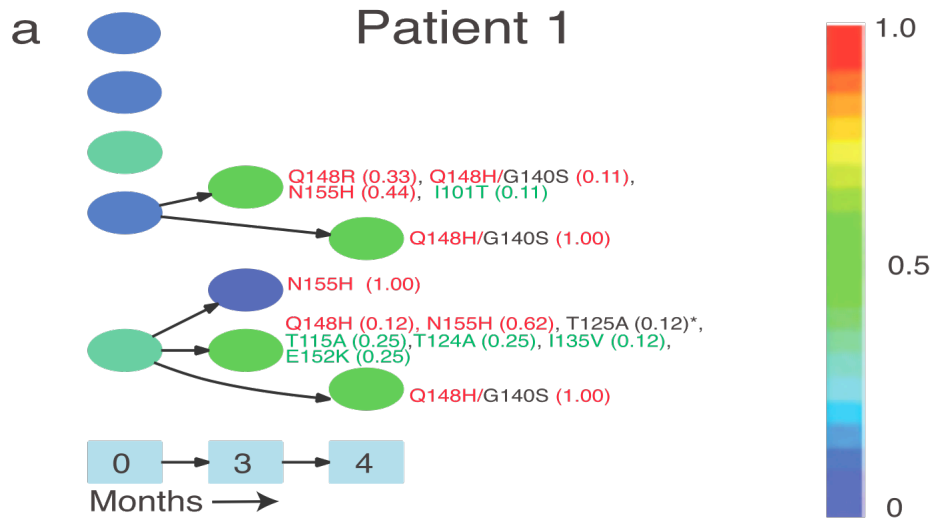 a
Patient 1
1.0
Q148R (0.33), Q148H/G140S (0.11),
N155H (0.44), I101T (0.11)
Q148H/G140S (1.00)
0.5
N155H (1.00)
Q148H (0.12), N155H (0.62), T125A (0.12)*,
T115A (0.25),T124A (0.25), I135V (0.12),
E152K (0.25)
Q148H/G140S (1.00)
0 3 4
Months
0